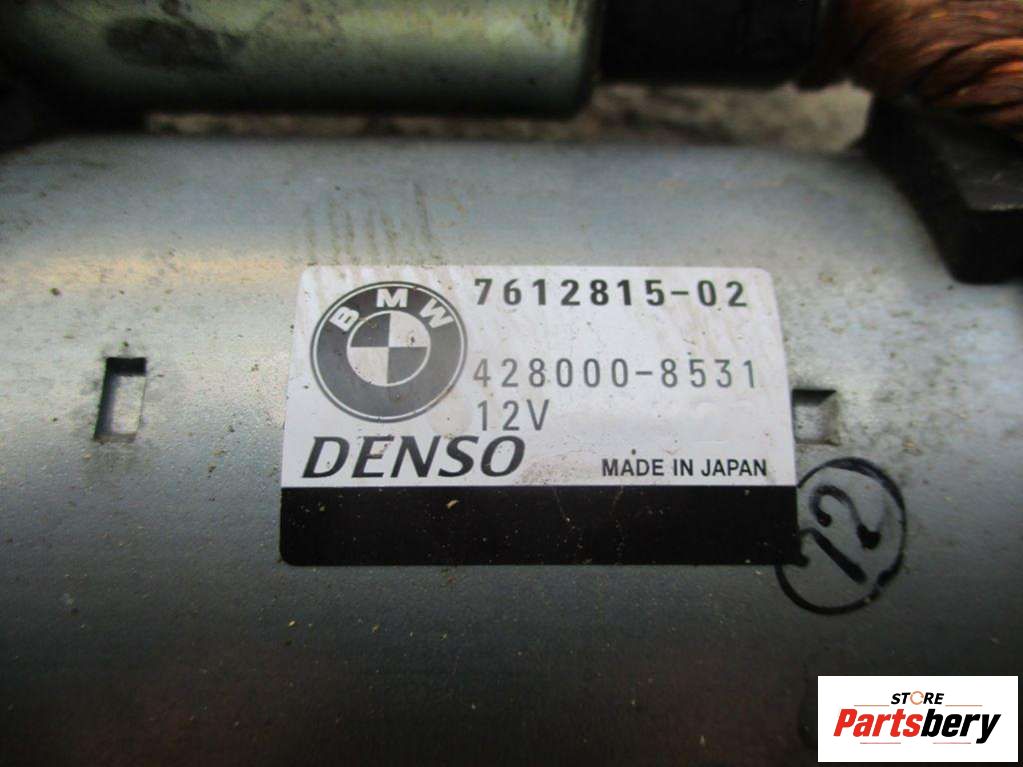 BMW
7612815-02
428000-8531
12V
DENSO
MADE IN JAPAN
12
STORE
Partsbery